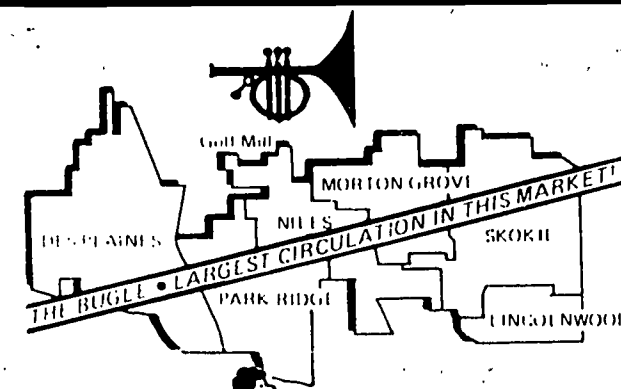 Golf Mill
MORTON GROVE
NILES
DES PLAINES
SKOKIE
THE BUGLE • LARGEST CIRCULATION IN THIS MARKET!
PARK RIDGE
LINCOLNWOOD